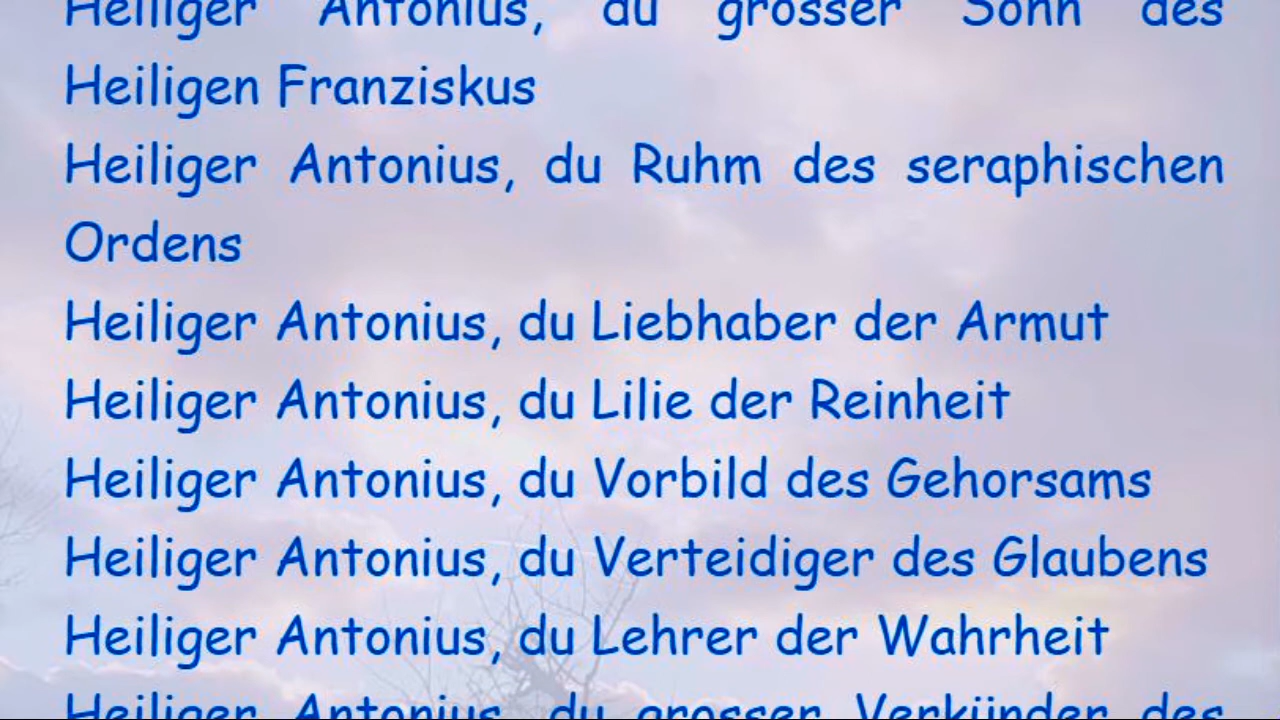 Heiliger Antonius, du grosser Sohn des
Heiligen Franziskus
Heiliger Antonius, du Ruhm des seraphischen
Ordens
Heiliger Antonius, du Liebhaber der Armut
Heiliger Antonius, du Lilie der Reinheit
Heiliger Antonius, du Vorbild des Gehorsams
Heiliger Antonius, du Verteidiger des Glaubens
Heiliger Antonius, du Lehrer der Wahrheit
Heiliger Antonius, du grosser Verkünder des